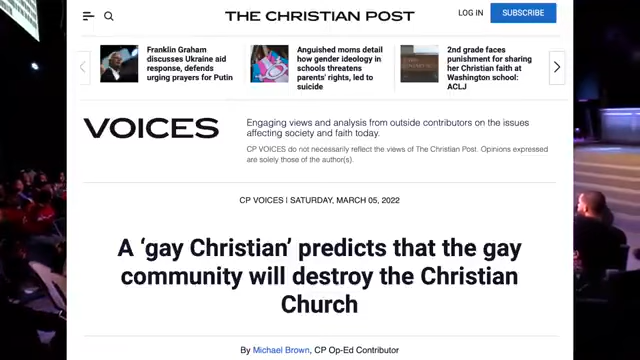 THE CHRISTIAN POST
LOG IN
SUBSCRIBE
Franklin Graham
discusses Ukraine aid
response, defends
urging prayers for Putin
Anguished moms detail
how gender ideology in
schools threatens
parents' rights, led to
suicide
2nd grade faces
punishment for sharing
her Christian faith at
Washington school:
ACLJ
VOICES
Engaging views and analysis from outside contributors on the issues
affecting society and faith today.
CP VOICES do not necessarily reflect the views of The Christian Post. Opinions expressed
are solely those of the author(s).
CP VOICES | SATURDAY, MARCH 05, 2022
A ‘gay Christian’ predicts that the gay
community will destroy the Christian
Church
By Michael Brown, CP Op-Ed Contributor